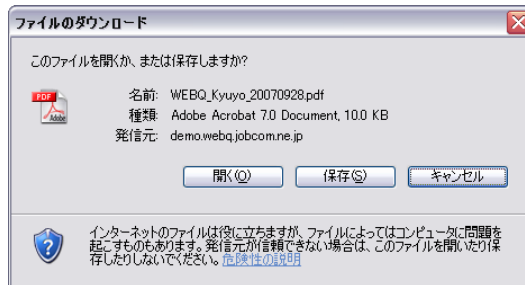 ファイルのダウンロード
このファイルを開くか、または保存しますか?
PDF
Adobe
名前: WEBQ_Kyuyo_20070928.pdf
種類: Adobe Acrobat 7.0 Document, 10.0 KB
発信元: demo.webq.jobcom.ne.jp
開く(O) 保存(S) キャンセル
インターネットのファイルは役に立ちますが、ファイルによってはコンピュータに問題を
起こすものもあります。発信元が信頼できない場合は、このファイルを開いたり保
存したりしないでください。危険性の説明